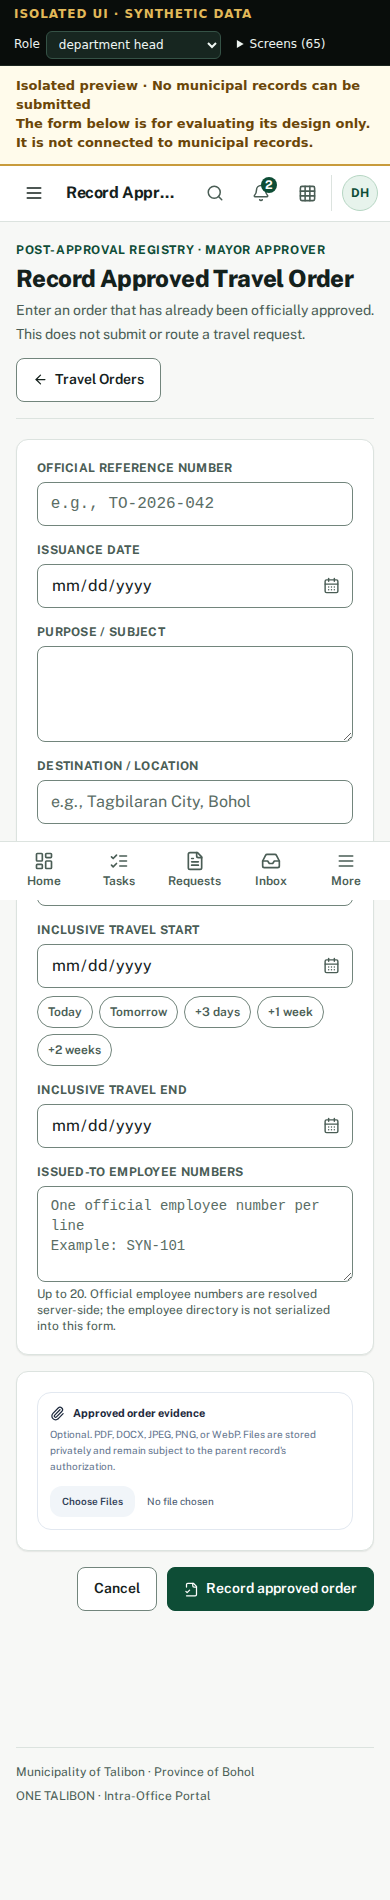 ISOLATED UI · SYNTHETIC DATA
Role department head Screens (65)
Isolated preview · No municipal records can be
submitted
The form below is for evaluating its design only.
It is not connected to municipal records.
Record Appr... 2 DH
POST-APPROVAL REGISTRY · MAYOR APPROVER
Record Approved Travel Order
Enter an order that has already been officially approved.
This does not submit or route a travel request.
Travel Orders
OFFICIAL REFERENCE NUMBER
e.g., TO-2026-042
ISSUANCE DATE
mm/dd/yyyy
PURPOSE / SUBJECT
DESTINATION / LOCATION
e.g., Tagbilaran City, Bohol
Home Tasks Requests Inbox More
INCLUSIVE TRAVEL START
mm/dd/yyyy
Today Tomorrow +3 days +1 week
+2 weeks
INCLUSIVE TRAVEL END
mm/dd/yyyy
ISSUED-TO EMPLOYEE NUMBERS
One official employee number per
line
Example: SYN-101
Up to 20. Official employee numbers are resolved
server-side; the employee directory is not serialized
into this form.
Approved order evidence
Optional. PDF, DOCX, JPEG, PNG, or WebP. Files are stored
privately and remain subject to the parent record's
authorization.
Choose Files No file chosen
Cancel Record approved order
Municipality of Talibon · Province of Bohol
ONE TALIBON · Intra-Office Portal